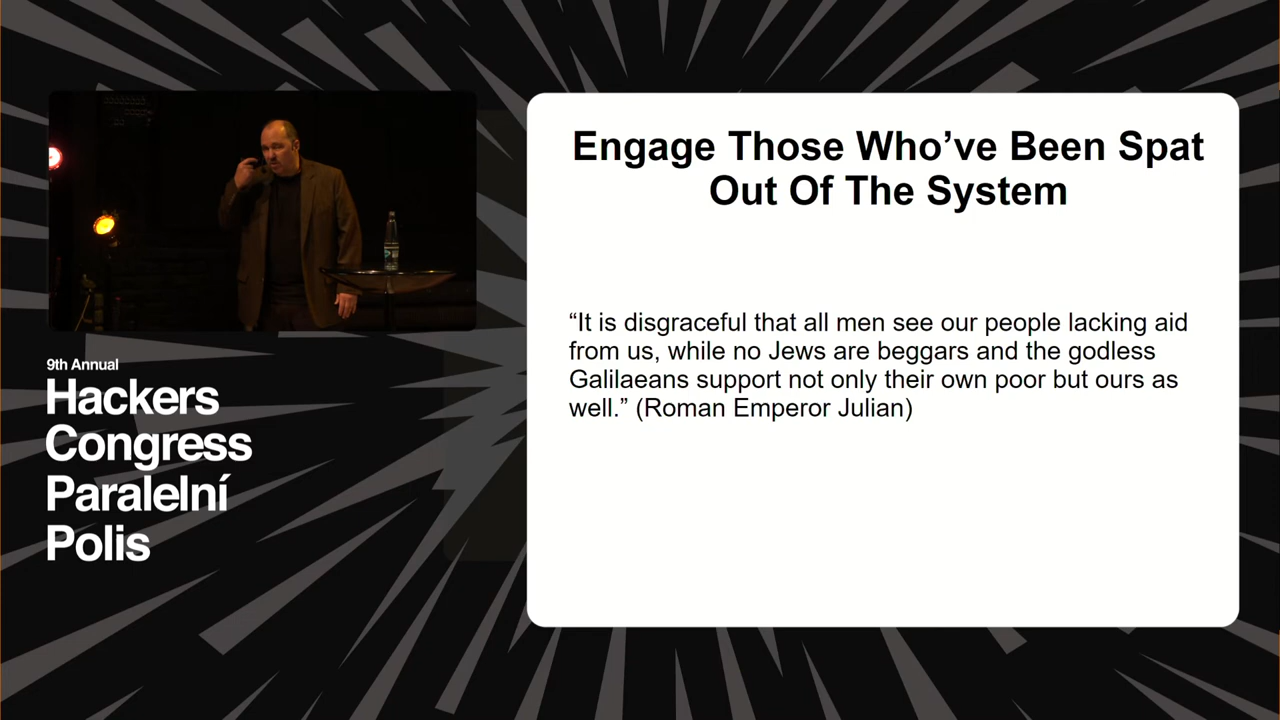 9th Annual
Hackers
Congress
Paralelní
Polis
Engage Those Who’ve Been Spat
Out Of The System
“It is disgraceful that all men see our people lacking aid
from us, while no Jews are beggars and the godless
Galilaeans support not only their own poor but ours as
well.” (Roman Emperor Julian)